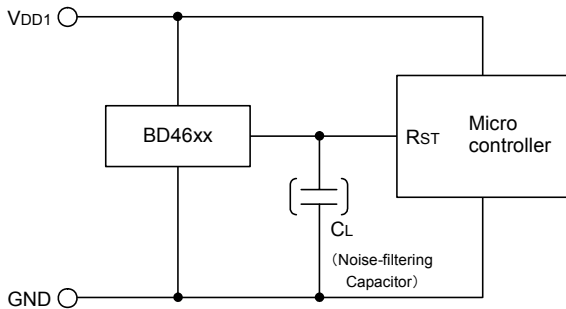 VDD1
BD46xx
RST
Micro
controller
CL
（Noise-filtering
Capacitor）
GND